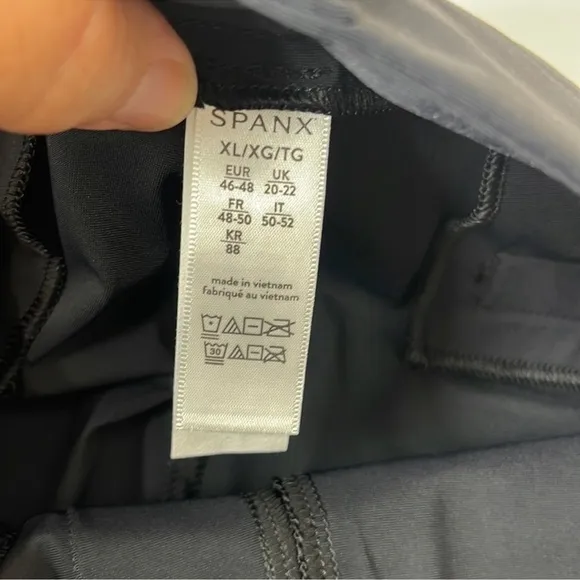 SPANX
XL/XG/TG
EUR UK
46-48 20-22
FR IT
48-50 50-52
KR
88
made in vietnam
fabriqué au vietnam
30